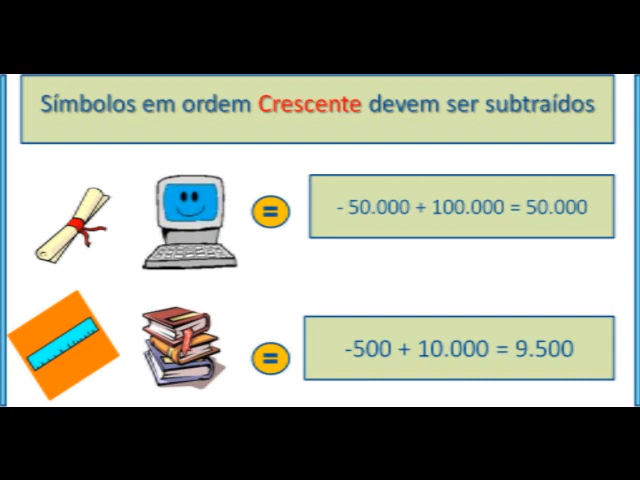 Símbolos em ordem Crescente devem ser subtraídos
=
- 50.000 + 100.000 = 50.000
=
-500 + 10.000 = 9.500